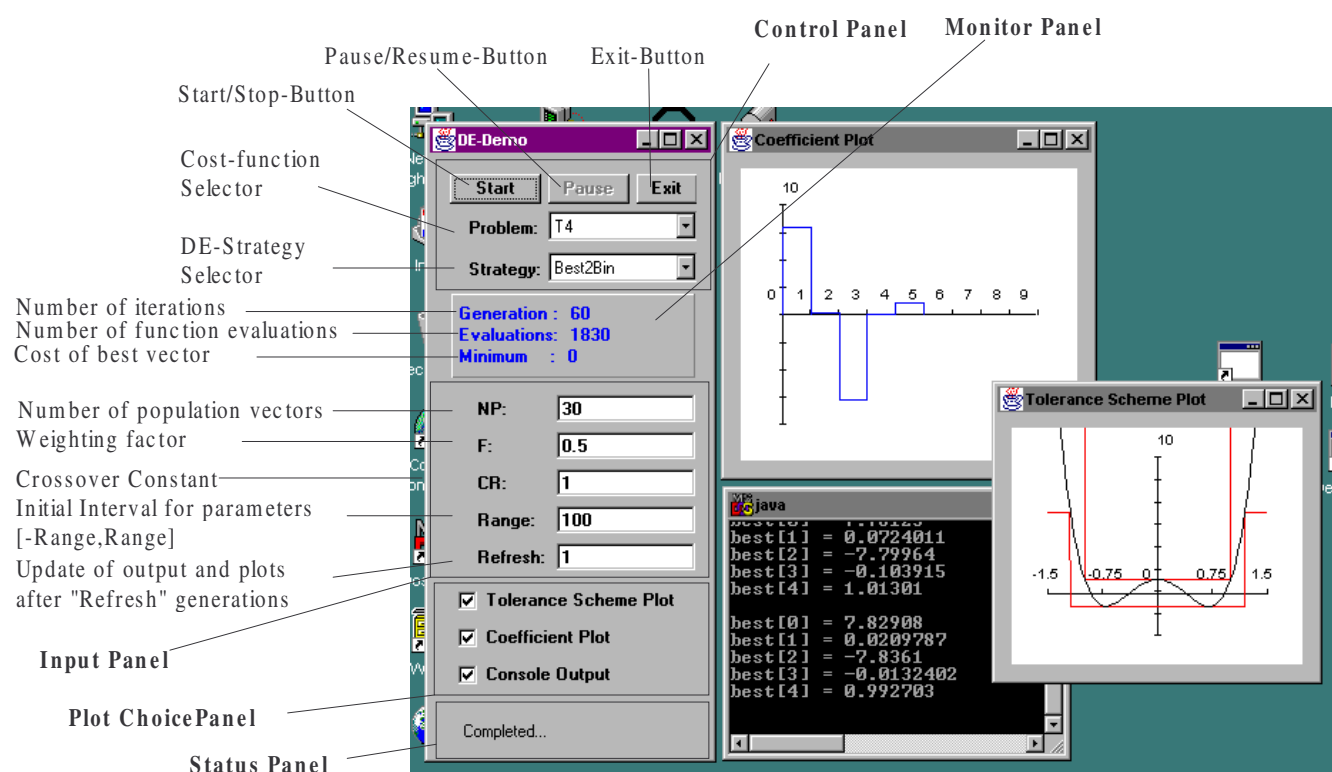 Control Panel
Monitor Panel
Pause/Resume-Button
Exit-Button
Start/Stop-Button
Cost-function
Selector
DE-Strategy
Selector
Number of iterations
Number of function evaluations
Cost of best vector
Number of population vectors
Weighting factor
Crossover Constant
Initial Interval for parameters
[-Range,Range]
Update of output and plots
after "Refresh" generations
Input Panel
Plot ChoicePanel
Status Panel
DE-Demo
Start Pause Exit
Problem: T4
Strategy: Best2Bin
Generation : 60
Evaluations: 1830
Minimum : 0
NP: 30
F: 0.5
CR: 1
Range: 100
Refresh: 1
Tolerance Scheme Plot
Coefficient Plot
Console Output
Completed...
Coefficient Plot
10
0 1 2 3 4 5 6 7 8 9
java
best[1] = 0.0724011
best[2] = -7.79964
best[3] = -0.103915
best[4] = 1.01301
best[0] = 7.82908
best[1] = 0.0209787
best[2] = -7.8361
best[3] = -0.0132402
best[4] = 0.992703
Tolerance Scheme Plot
10
-1.5 -0.75 0 0.75 1.5